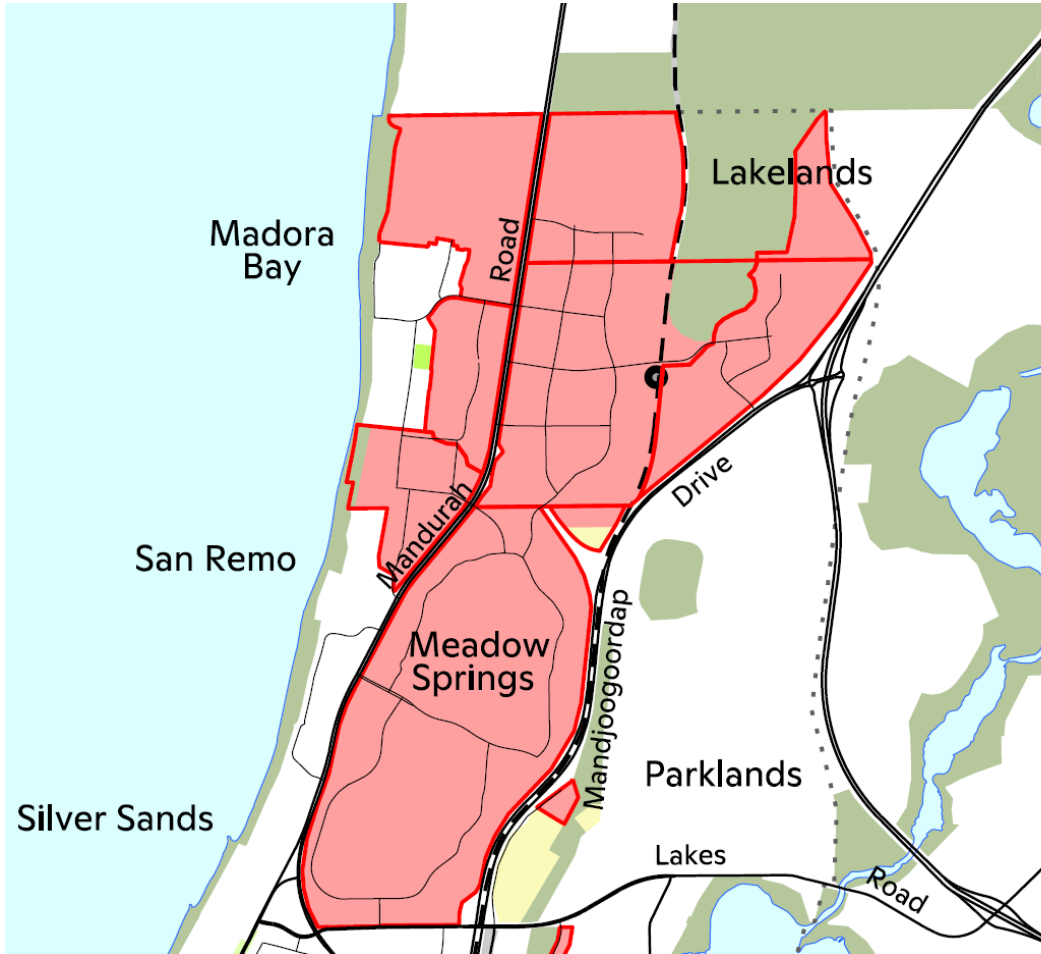 Lakelands
Madora
Bay
Road
Drive
Mandurah
San Remo
Mandjoogoordap
Meadow
Springs
Parklands
Silver Sands
Lakes
Road